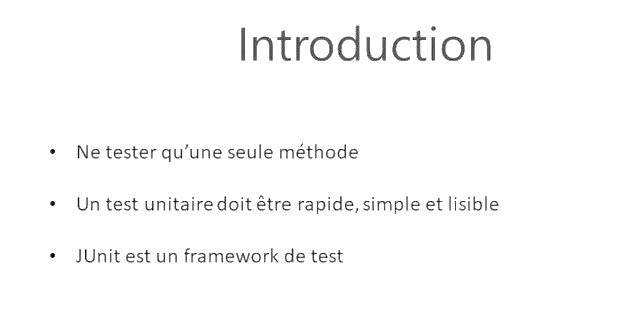 Introduction
• Ne tester qu’une seule méthode
• Un test unitaire doit être rapide, simple et lisible
• JUnit est un framework de test